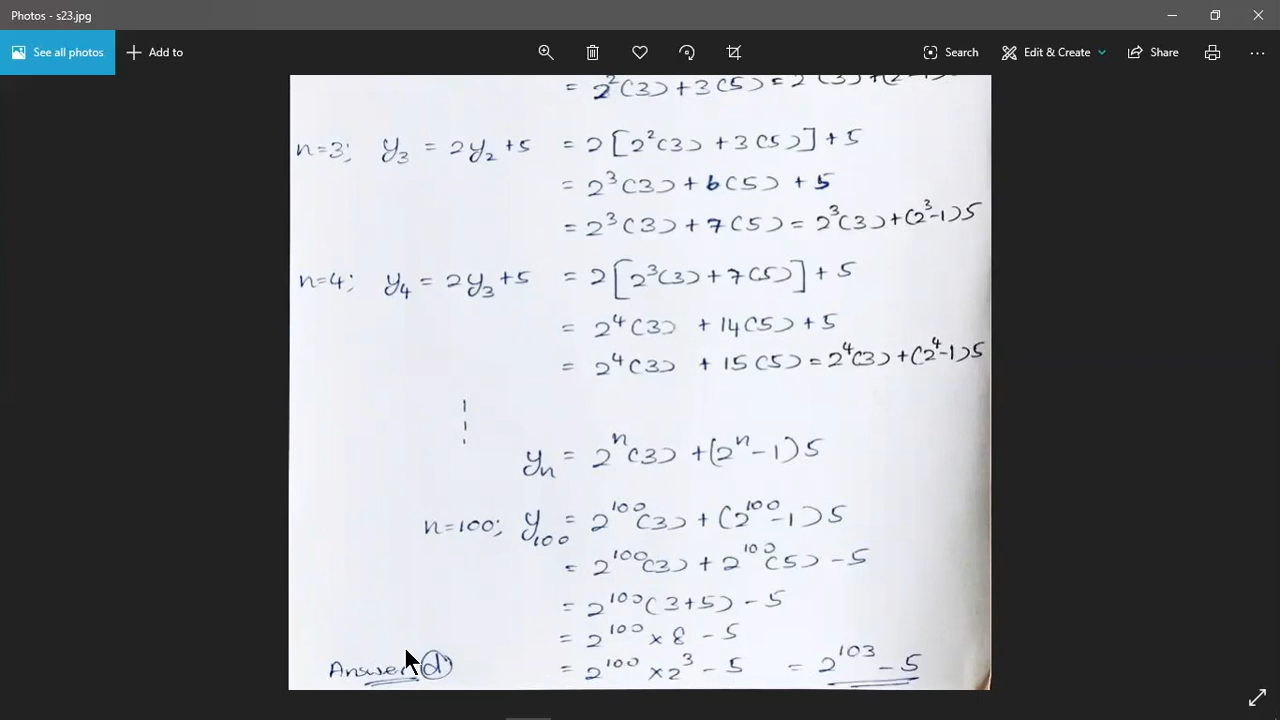 Photos - s23.jpg
See all photos
Add to
Search
Edit & Create
Share
= 2²(3) + 3(5) =
n=3; y₃ = 2y₂ + 5 = 2[2²(3) + 3(5)] + 5
= 2³(3) + 6(5) + 5
= 2³(3) + 7(5) = 2³(3) + (2³-1)5
n=4; y₄ = 2y₃ + 5 = 2[2³(3) + 7(5)] + 5
= 2⁴(3) + 14(5) + 5
= 2⁴(3) + 15(5) = 2⁴(3) + (2⁴-1)5
yₙ = 2ⁿ(3) + (2ⁿ - 1)5
n=100; y₁₀₀ = 2¹⁰⁰(3) + (2¹⁰⁰-1)5
= 2¹⁰⁰(3) + 2¹⁰⁰(5) - 5
= 2¹⁰⁰(3+5) - 5
= 2¹⁰⁰ × 8 - 5
Answer d = 2¹⁰⁰ × 2³ - 5 = 2¹⁰³ - 5